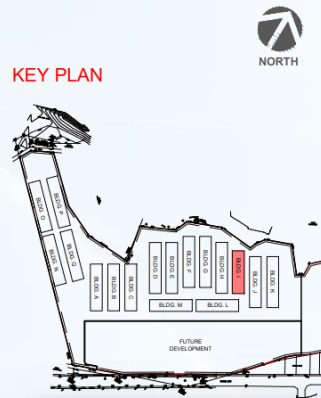 NORTH
KEY PLAN
BLDG. O
BLDG. P
BLDG. N
BLDG. Q
BLDG. A
BLDG. B
BLDG. C
BLDG. D
BLDG. E
BLDG. F
BLDG. G
BLDG. H
BLDG. I
BLDG. J
BLDG. K
BLDG. M
BLDG. L
FUTURE
DEVELOPMENT